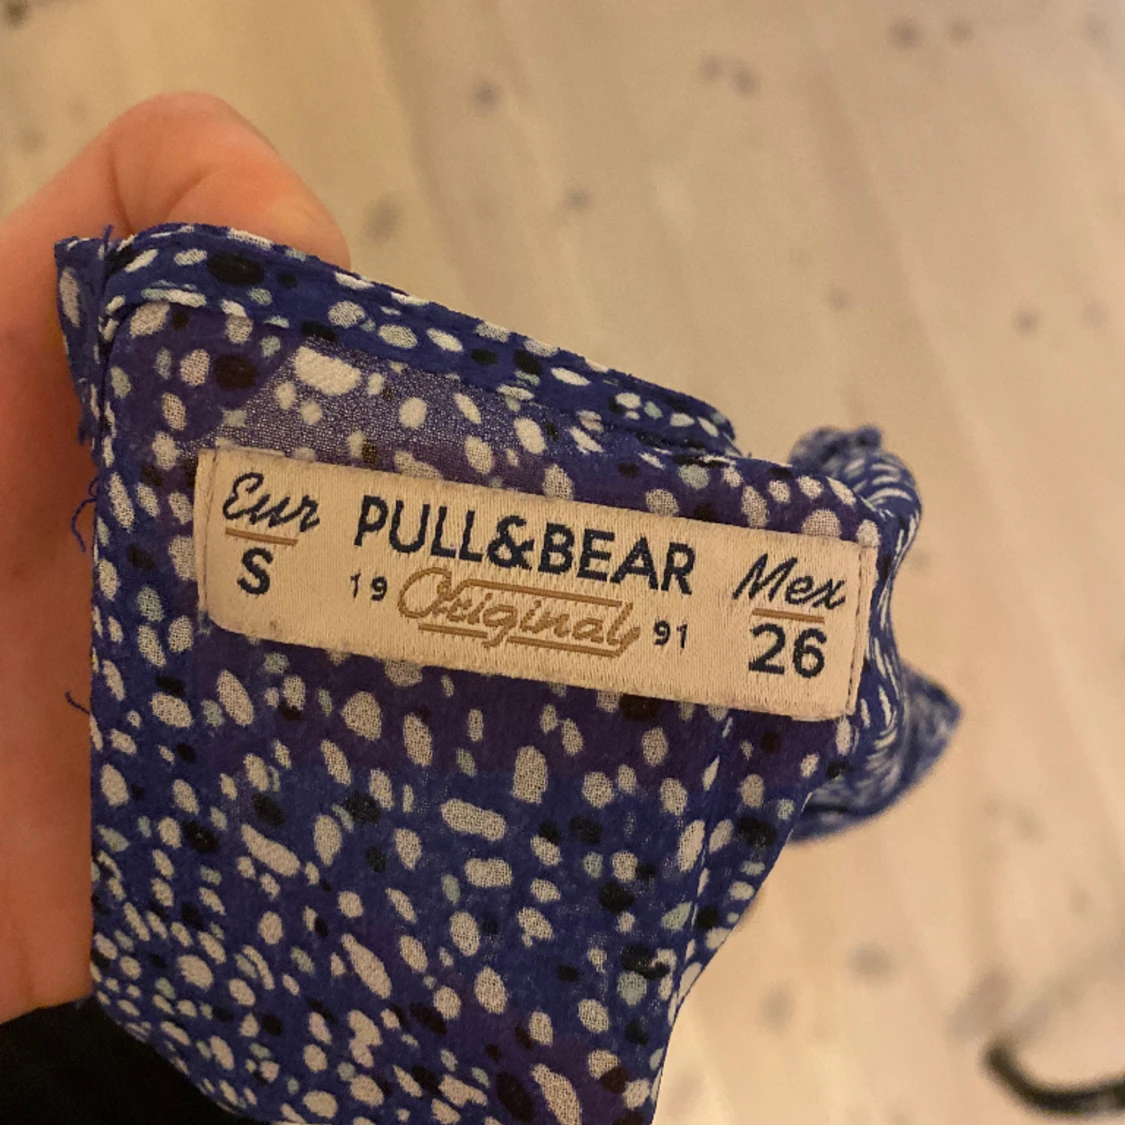 Eur
S
PULL&BEAR
19 Original 91
Mex
26